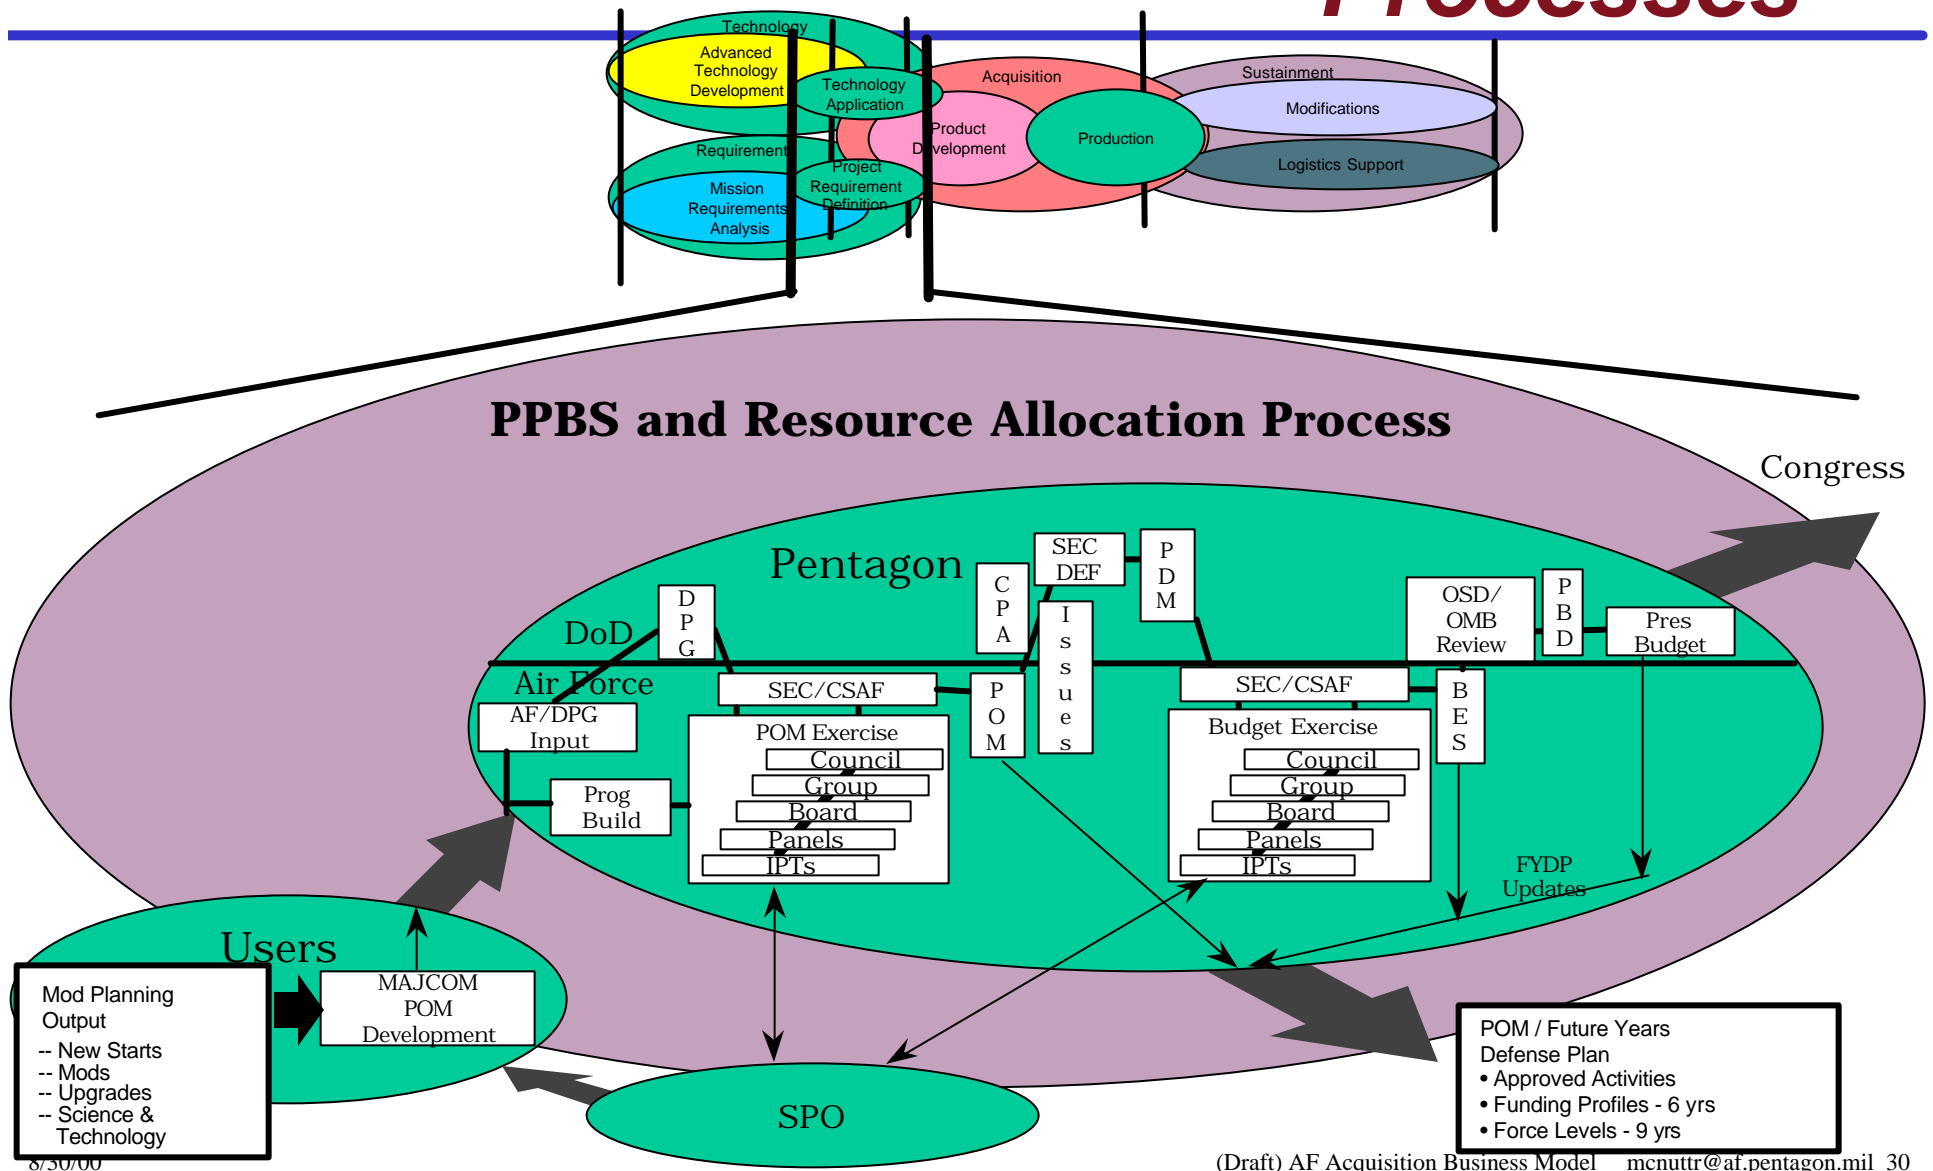 Processes
Technology
Advanced
Technology
Development
Technology
Application
Acquisition
Sustainment
Modifications
Product
Development
Production
Logistics Support
Requirement
Project
Requirement
Definition
Mission
Requirements
Analysis
PPBS and Resource Allocation Process
Congress
Pentagon
DoD
Air Force
D
P
G
C
P
A
SEC
DEF
P
D
M
I
s
s
u
e
s
OSD/
OMB
Review
P
B
D
Pres
Budget
AF/DPG
Input
SEC/CSAF
P
O
M
SEC/CSAF
B
E
S
Prog
Build
POM Exercise
Council
Group
Board
Panels
IPTs
Budget Exercise
Council
Group
Board
Panels
IPTs
FYDP
Updates
Users
MAJCOM
POM
Development
Mod Planning
Output
-- New Starts
-- Mods
-- Upgrades
-- Science &
Technology
SPO
POM / Future Years
Defense Plan
• Approved Activities
• Funding Profiles - 6 yrs
• Force Levels - 9 yrs
8/30/00
(Draft) AF Acquisition Business Model mcnuttr@af.pentagon.mil 30